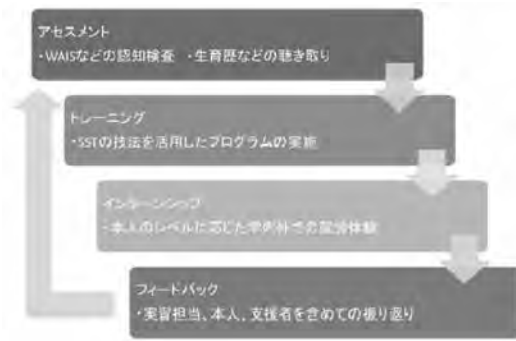 アセスメント
・WAISなどの認知検査　・生育歴などの聴き取り
トレーニング
・SSTの技法を活用したプログラムの実施
インターンシップ
・本人のレベルに応じた学内外での就労体験
フィードバック
・実習担当、本人、支援者を含めての振り返り